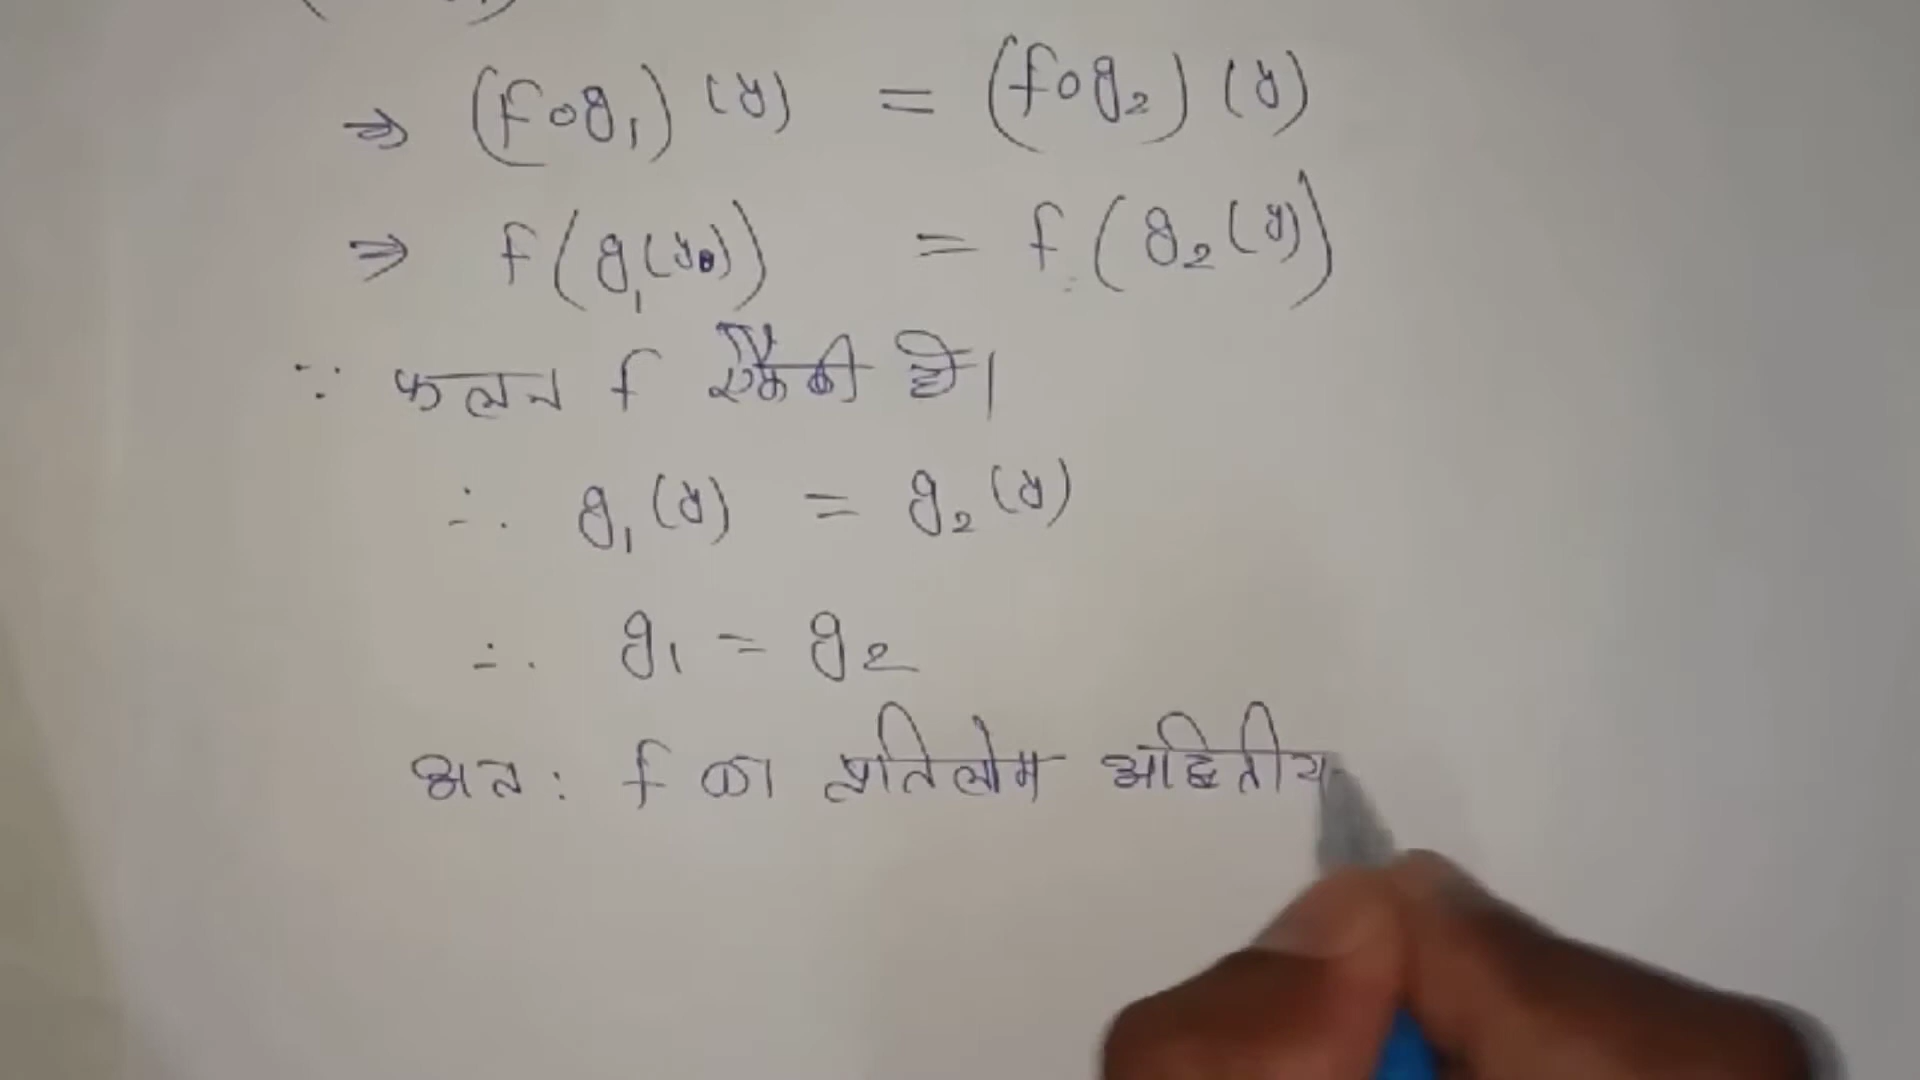 ⇒ (fog₁) (y) = (fog₂) (y)
⇒ f(g₁(y)) = f(g₂(y))
∵ फलन f एकैकी है।
∴ g₁(y) = g₂(y)
∴ g₁ = g₂
अतः f का प्रतिलोम अद्वितीय